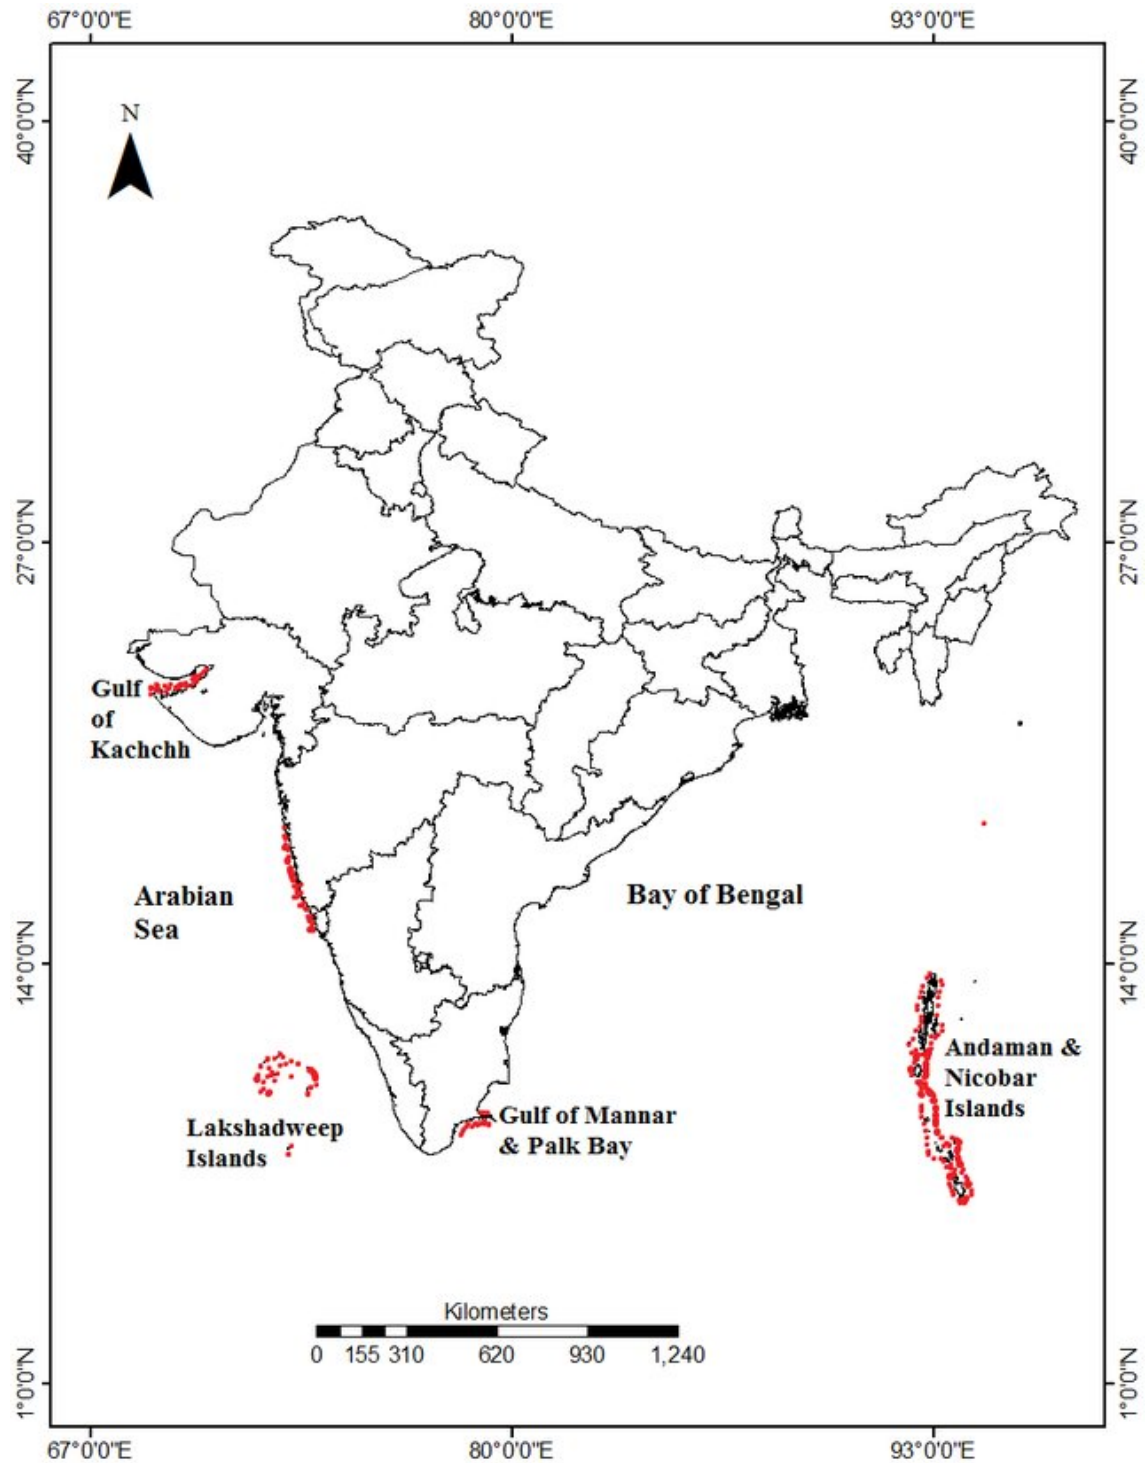 67°0'0"E 80°0'0"E 93°0'0"E
40°0'0"N 40°0'0"N
N
27°0'0"N 27°0'0"N
Gulf
of
Kachchh
Arabian
Sea
Bay of Bengal
14°0'0"N 14°0'0"N
Andaman &
Nicobar
Islands
Lakshadweep
Islands
Gulf of Mannar
& Palk Bay
Kilometers
0 155 310 620 930 1,240
1°0'0"N 1°0'0"N
67°0'0"E 80°0'0"E 93°0'0"E